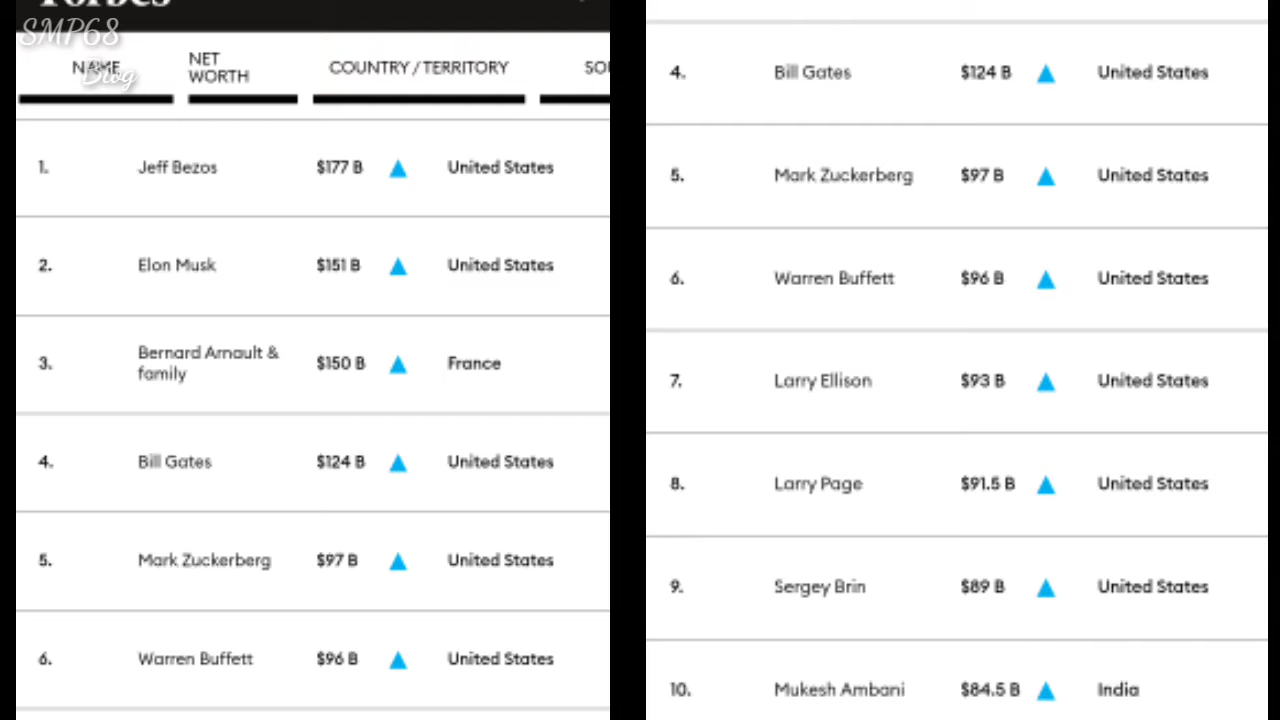 Forbes
SMP68
Blog
NAME
NET
WORTH
COUNTRY / TERRITORY
1. Jeff Bezos $177 B United States
2. Elon Musk $151 B United States
3. Bernard Arnault &
family $150 B France
4. Bill Gates $124 B United States
5. Mark Zuckerberg $97 B United States
6. Warren Buffett $96 B United States
4. Bill Gates $124 B United States
5. Mark Zuckerberg $97 B United States
6. Warren Buffett $96 B United States
7. Larry Ellison $93 B United States
8. Larry Page $91.5 B United States
9. Sergey Brin $89 B United States
10. Mukesh Ambani $84.5 B India